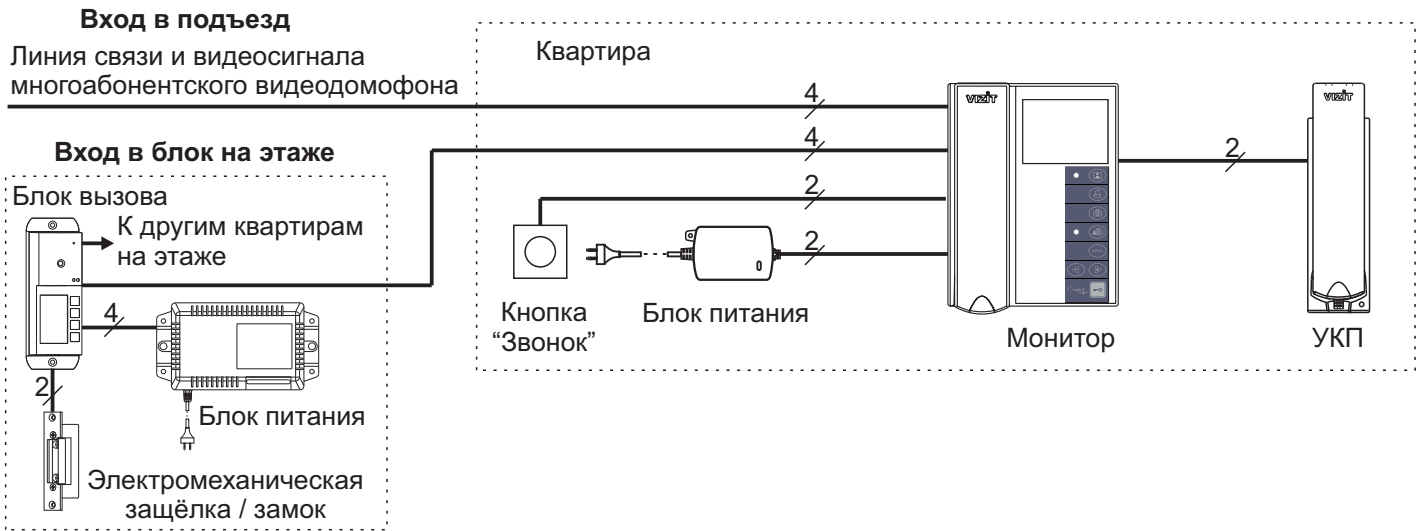 Вход в подъезд
Линия связи и видеосигнала
многоабонентского видеодомофона
Квартира
4
4
2
2
2
VIZIT
VIZIT
Кнопка
“Звонок”
Блок питания
Монитор
УКП
Вход в блок на этаже
Блок вызова
К другим квартирам
на этаже
4
2
Блок питания
Электромеханическая
защёлка / замок